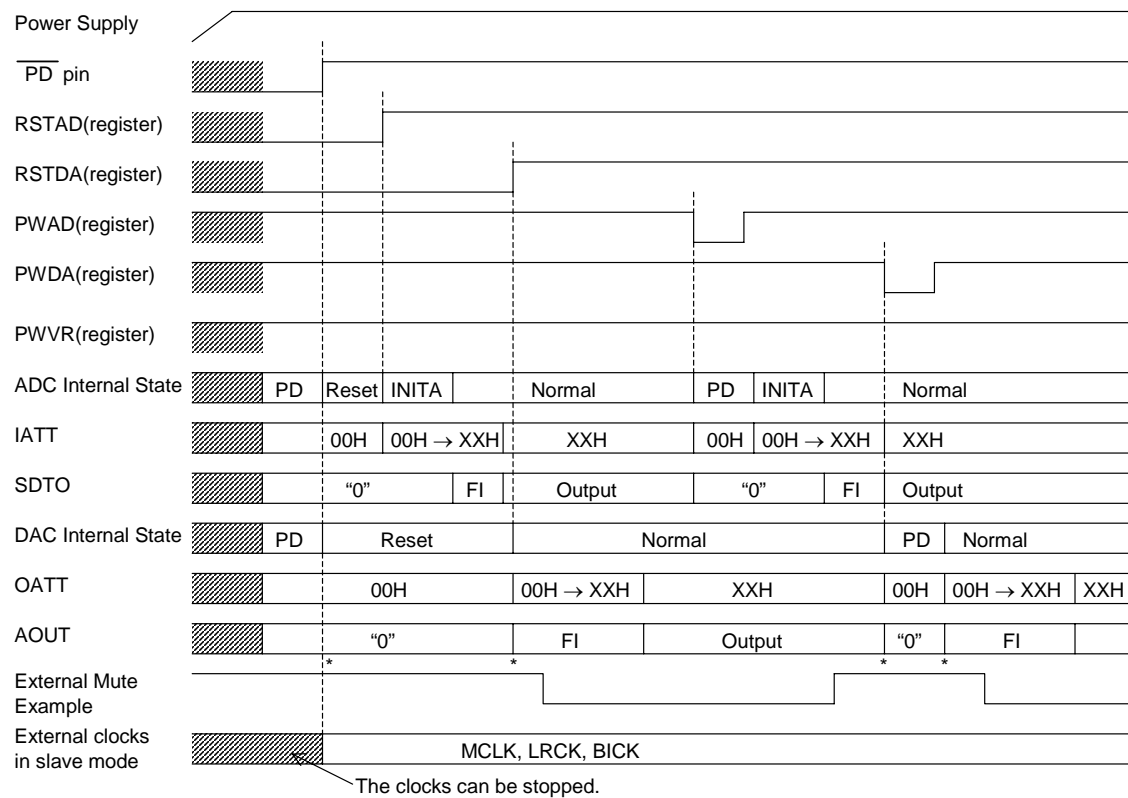 Power Supply
PD pin
RSTAD(register)
RSTDA(register)
PWAD(register)
PWDA(register)
PWVR(register)
ADC Internal State PD Reset INITA Normal PD INITA Normal
IATT 00H 00H → XXH XXH 00H 00H → XXH XXH
SDTO “0” FI Output “0” FI Output
DAC Internal State PD Reset Normal PD Normal
OATT 00H 00H → XXH XXH 00H 00H → XXH XXH
AOUT “0” FI Output “0” FI
* * * *
External Mute
Example
External clocks
in slave mode MCLK, LRCK, BICK
The clocks can be stopped.